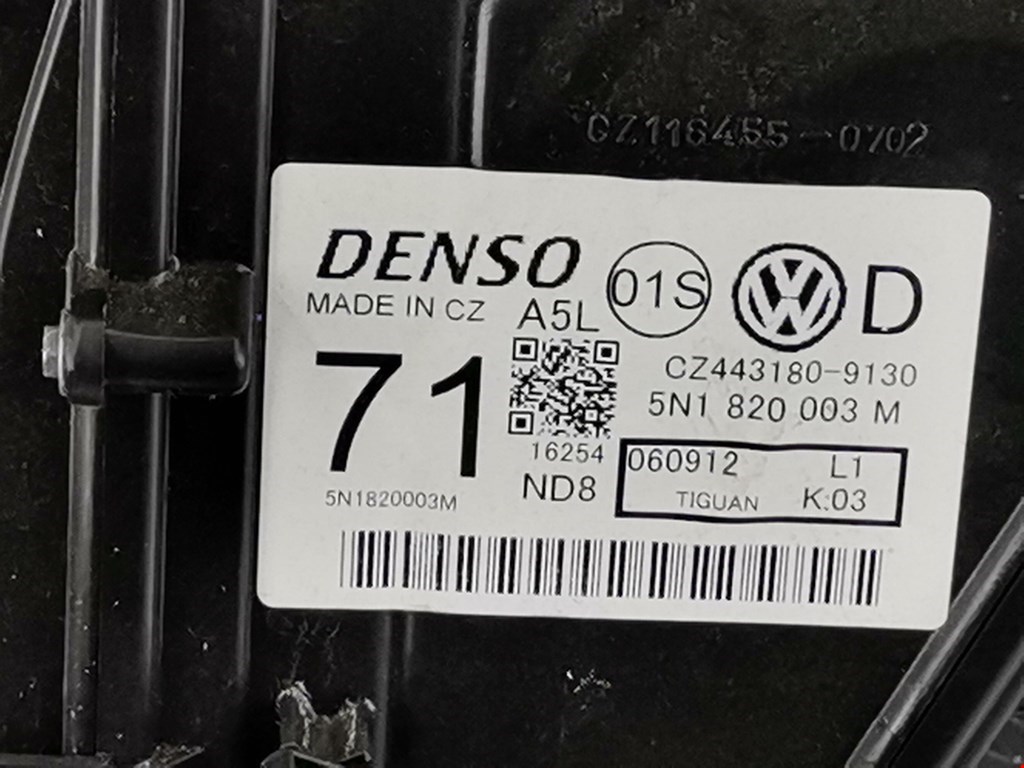 CZ116455-0702
DENSO
01S
D
MADE IN CZ
A5L
CZ443180-9130
71
5N1 820 003 M
16254
060912 L1
ND8
TIGUAN K:03
5N1820003M